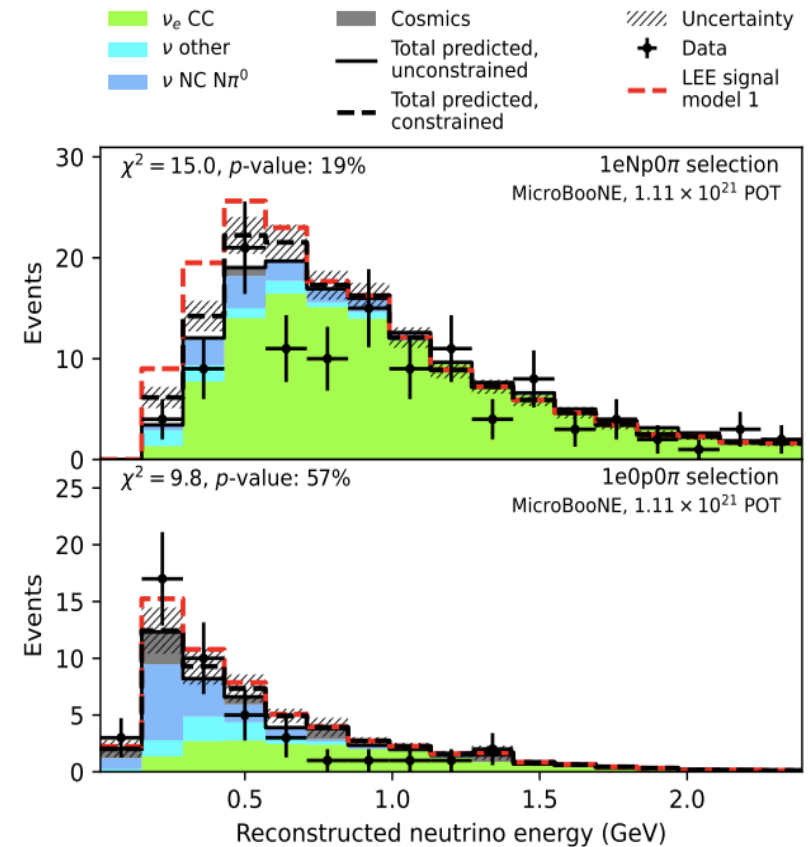 νₑ CC
ν other
ν NC Nπ⁰
Cosmics
Total predicted,
unconstrained
Total predicted,
constrained
Uncertainty
Data
LEE signal
model 1
χ² = 15.0, p-value: 19%
1eNp0π selection
MicroBooNE, 1.11 × 10²¹ POT
30
20
10
0
Events
χ² = 9.8, p-value: 57%
1e0p0π selection
MicroBooNE, 1.11 × 10²¹ POT
25
20
15
10
5
0
Events
0.5 1.0 1.5 2.0
Reconstructed neutrino energy (GeV)